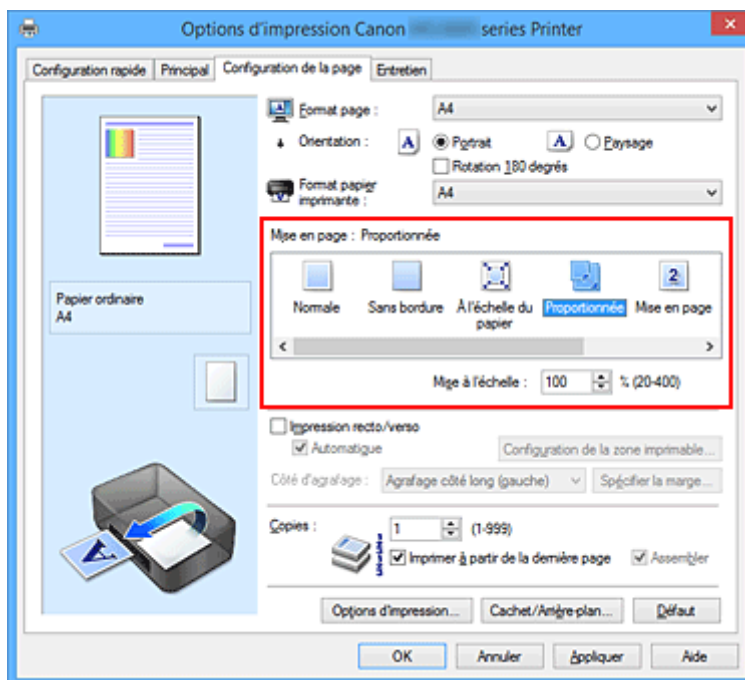 Options d'impression Canon series Printer
Configuration rapide Principal Configuration de la page Entretien
Format page : A4
Orientation : A Portrait A Paysage
Rotation 180 degrés
Format papier imprimante : A4
Mise en page : Proportionnée
Normale Sans bordure À l'échelle du papier Proportionnée 2 Mise en page
Mise à l'échelle : 100 % (20-400)
Papier ordinaire
A4
Impression recto/verso
Automatique Configuration de la zone imprimable...
Côté d'agrafage : Agrafage côté long (gauche) Spécifier la marge...
Copies : 1 (1-999)
Imprimer à partir de la dernière page Assembler
A
Options d'impression... Cachet/Arrière-plan... Défaut
OK Annuler Appliquer Aide